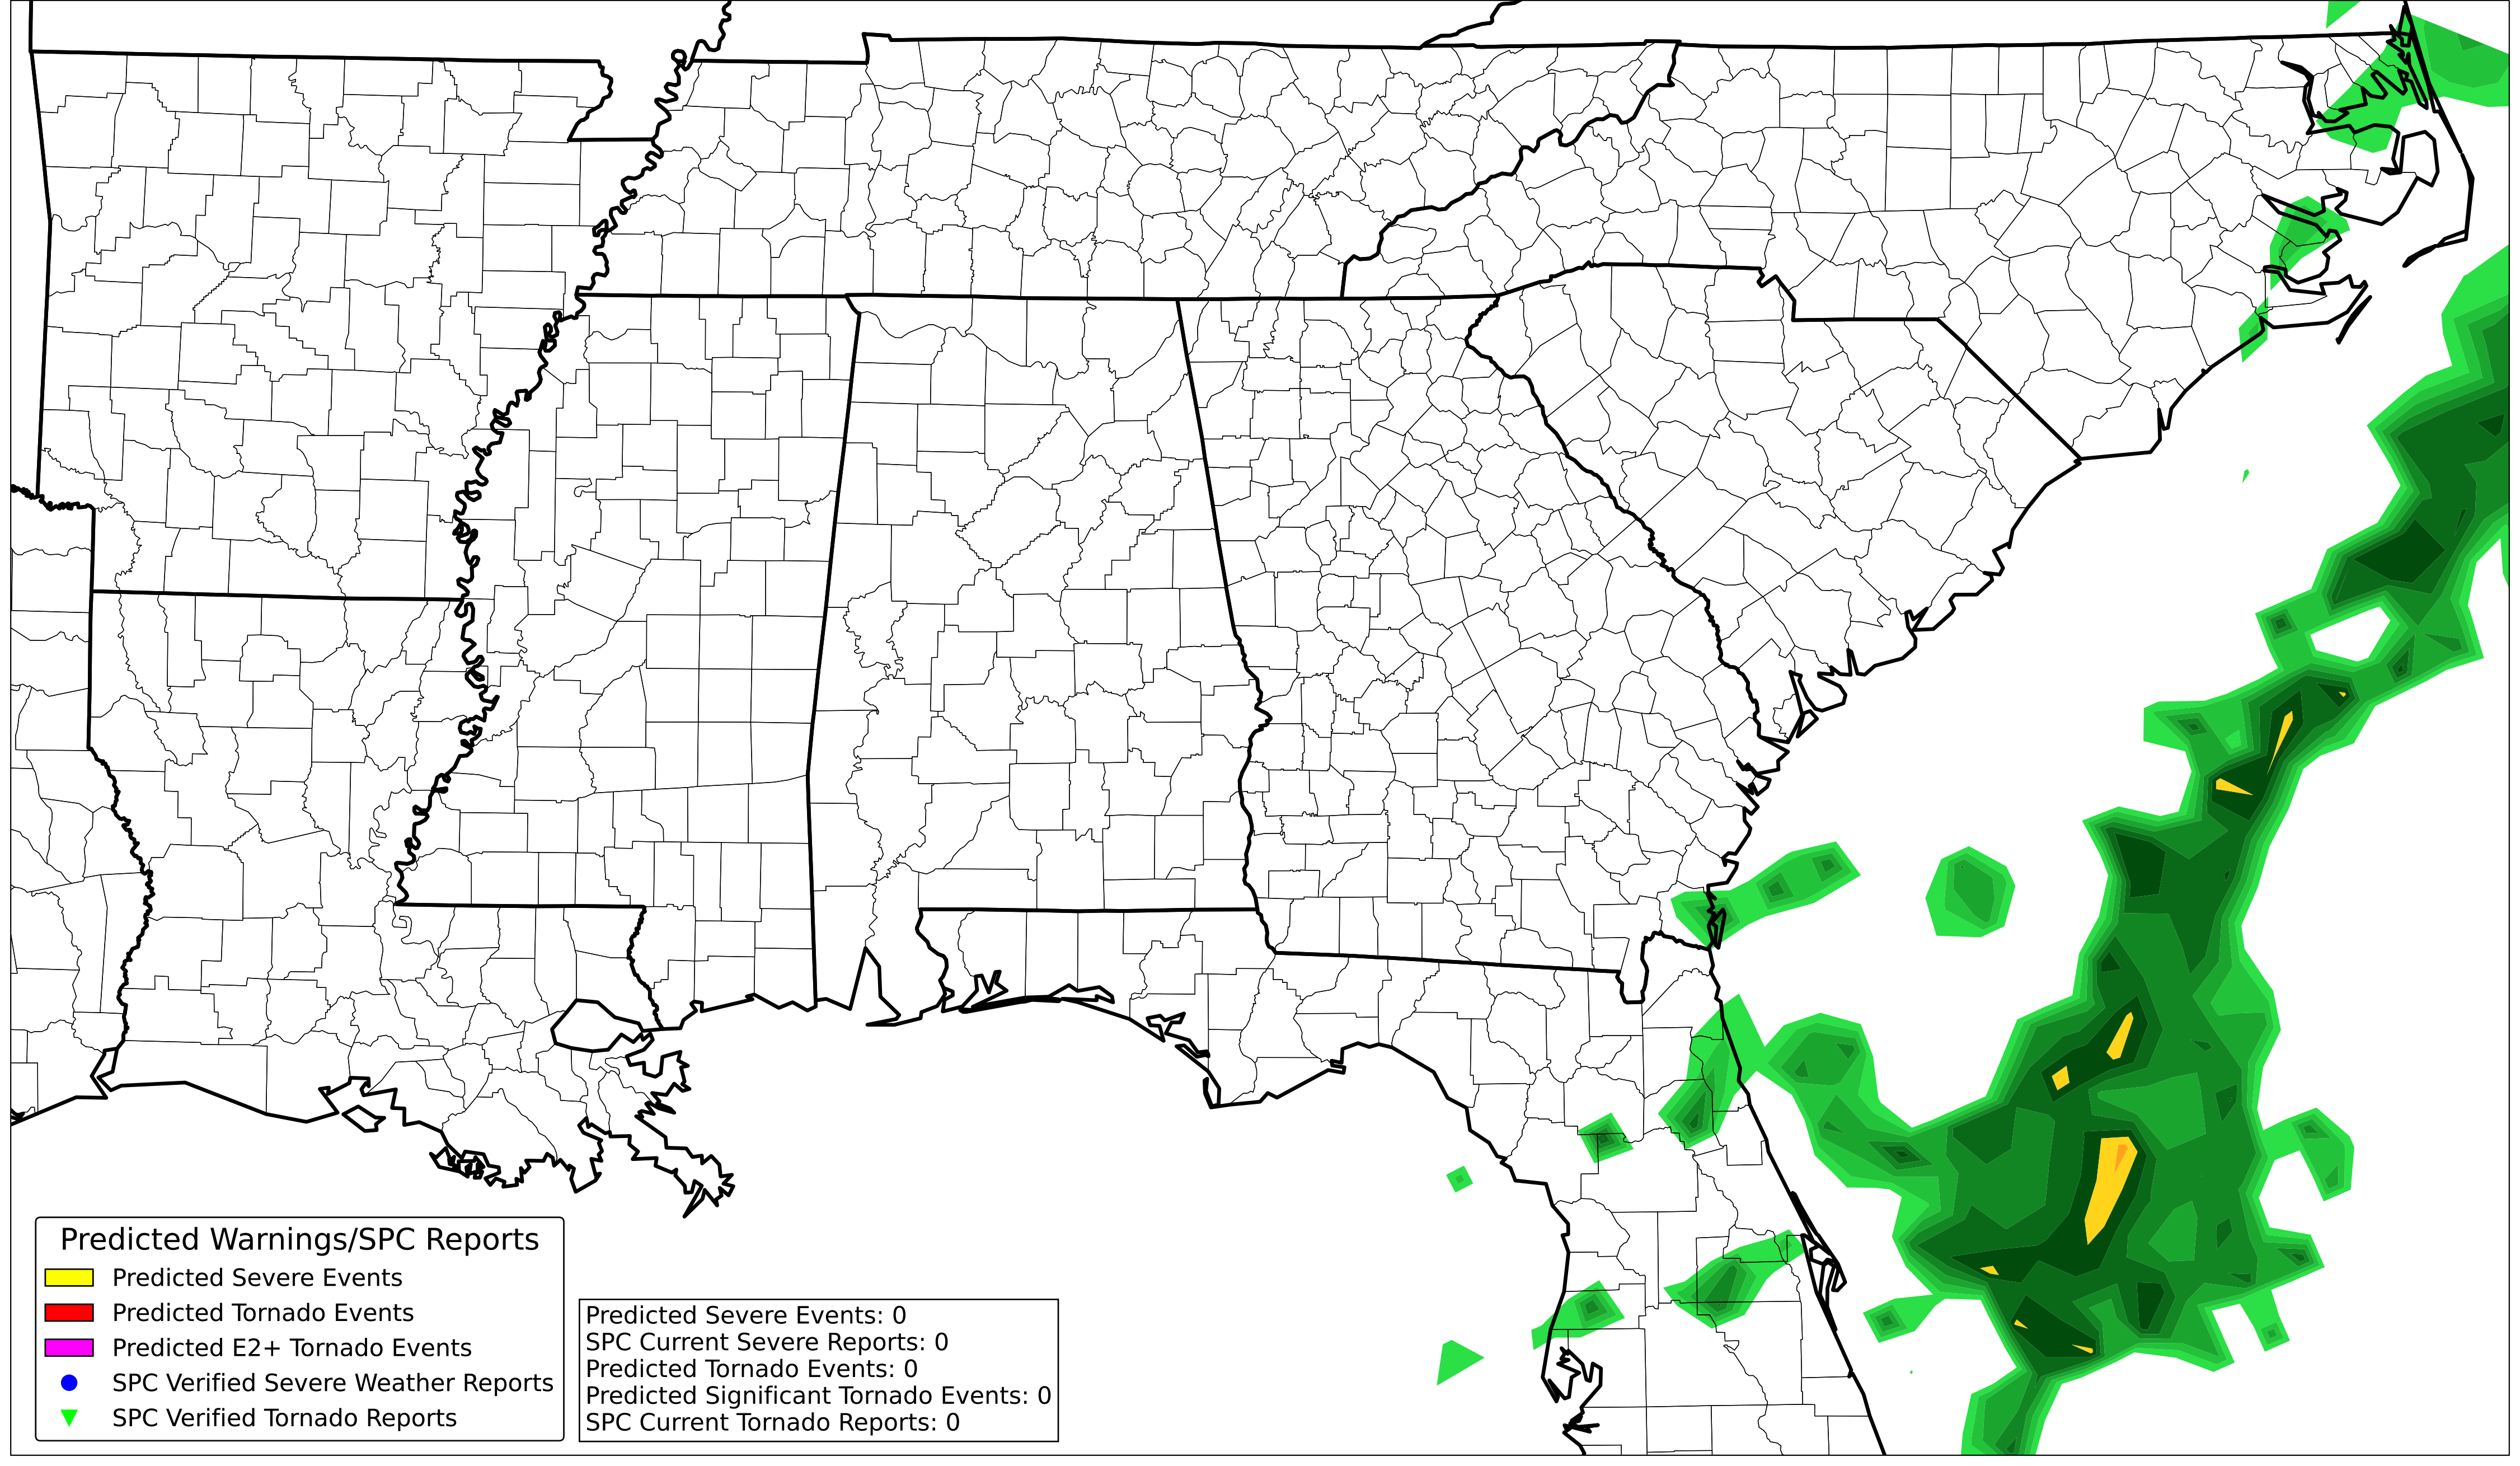 Predicted Warnings/SPC Reports
Predicted Severe Events
Predicted Tornado Events
Predicted E2+ Tornado Events
SPC Verified Severe Weather Reports
SPC Verified Tornado Reports
Predicted Severe Events: 0
SPC Current Severe Reports: 0
Predicted Tornado Events: 0
Predicted Significant Tornado Events: 0
SPC Current Tornado Reports: 0